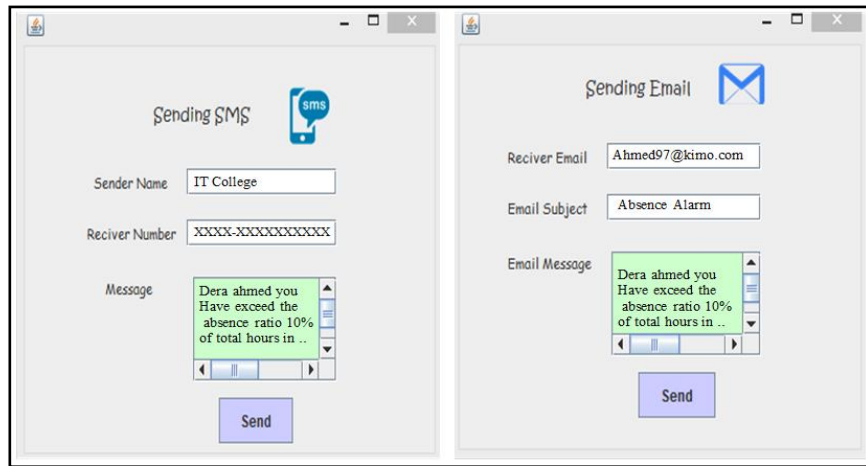 Sending SMS
sms
Sender Name IT College
Reciver Number XXXX-XXXXXXXXXX
Message
Dera ahmed you
Have exceed the
absence ratio 10%
of total hours in ..
Send
Sending Email
Reciver Email Ahmed97@kimo.com
Email Subject Absence Alarm
Email Message
Dera ahmed you
Have exceed the
absence ratio 10%
of total hours in ..
Send